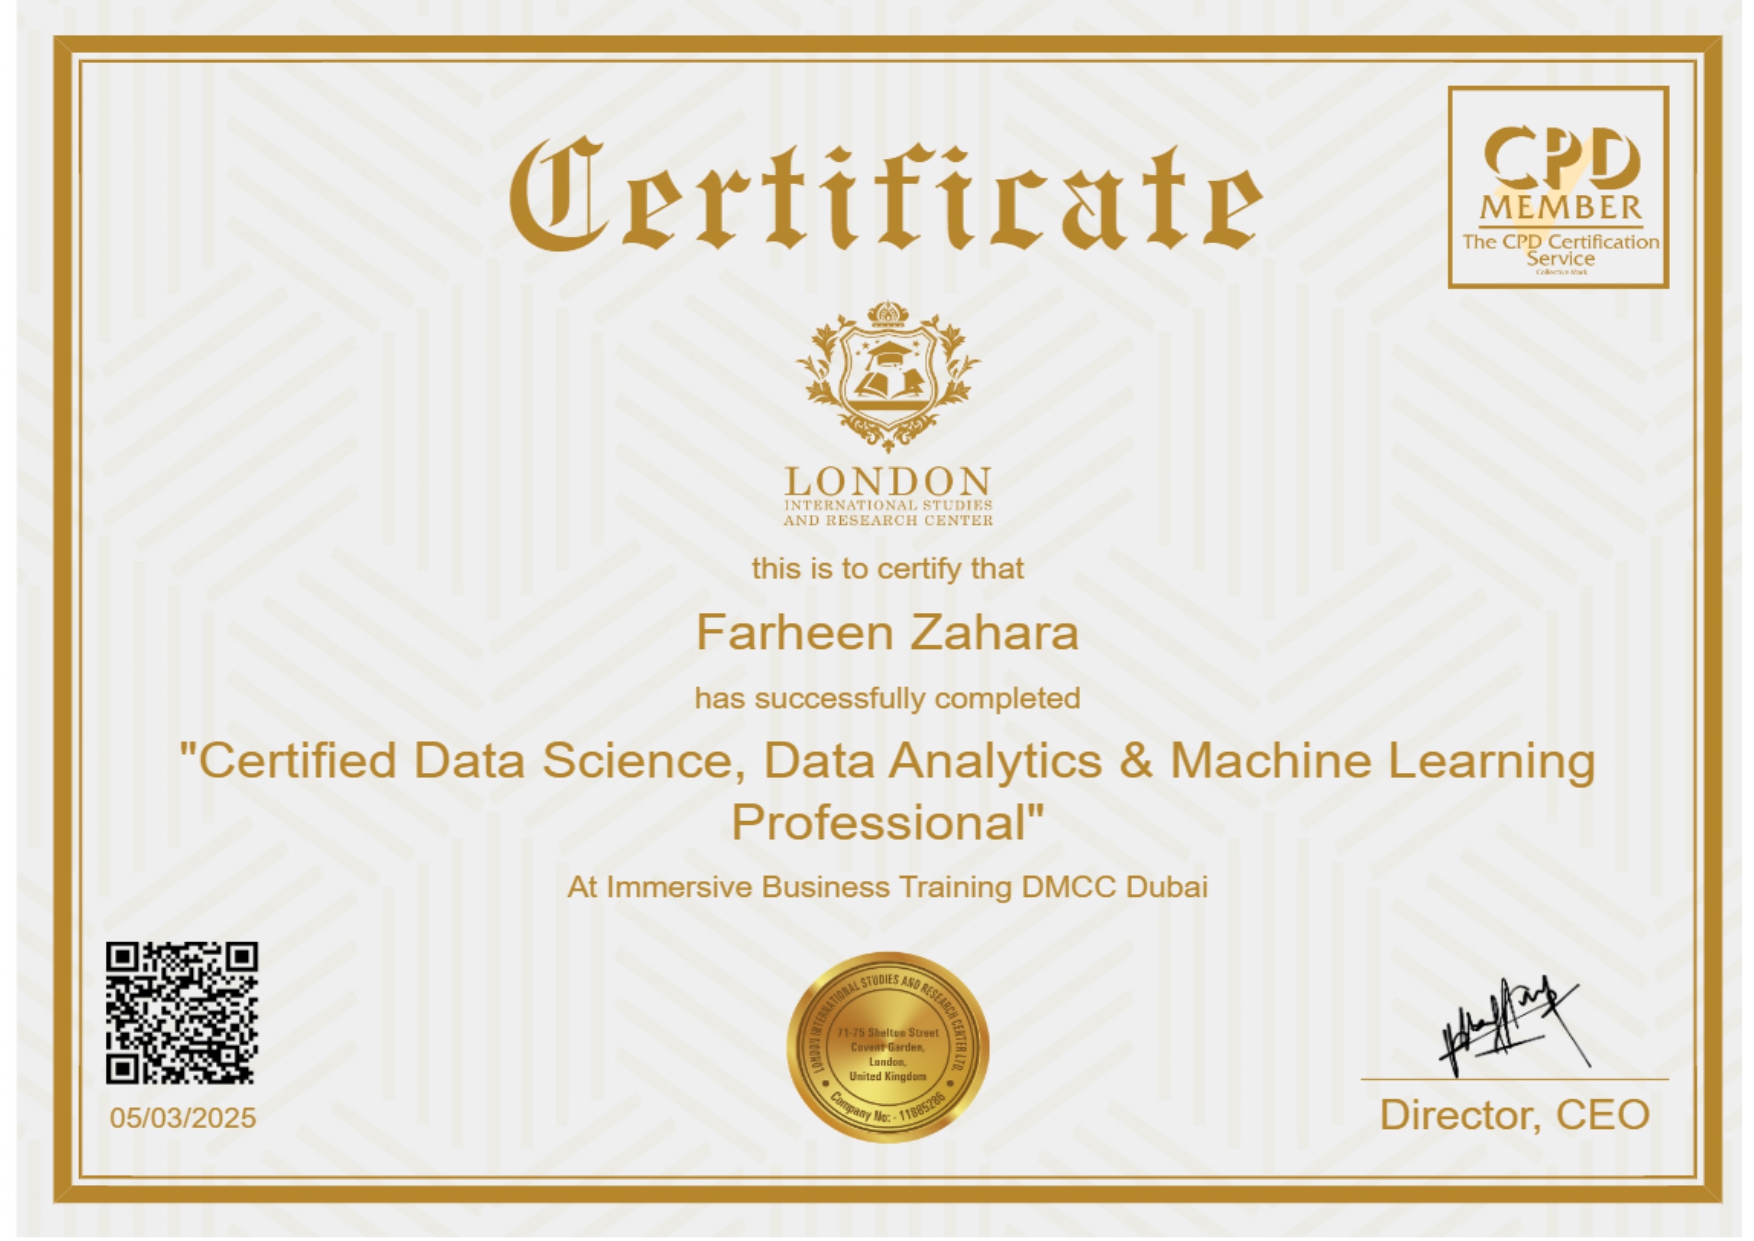 Certificate
CPD
MEMBER
The CPD Certification
Service
Collective Mark
LONDON
INTERNATIONAL STUDIES
AND RESEARCH CENTER
this is to certify that
Farheen Zahara
has successfully completed
"Certified Data Science, Data Analytics & Machine Learning
Professional"
At Immersive Business Training DMCC Dubai
05/03/2025
LONDON INTERNATIONAL STUDIES AND RESEARCH CENTER LTD.
71-75 Shelton Street
Covent Garden,
London,
United Kingdom
Company No: - 11885286
Director, CEO